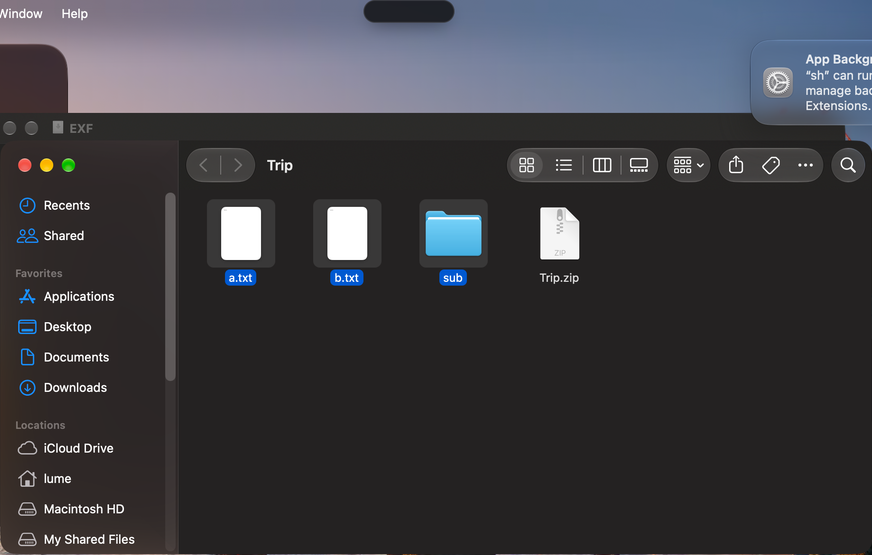 Window Help
App Backgr
“sh” can rur
manage bac
Extensions.
EXF
Trip
Recents
Shared
Favorites
Applications
Desktop
Documents
Downloads
Locations
iCloud Drive
lume
Macintosh HD
My Shared Files
a.txt
b.txt
sub
ZIP
Trip.zip